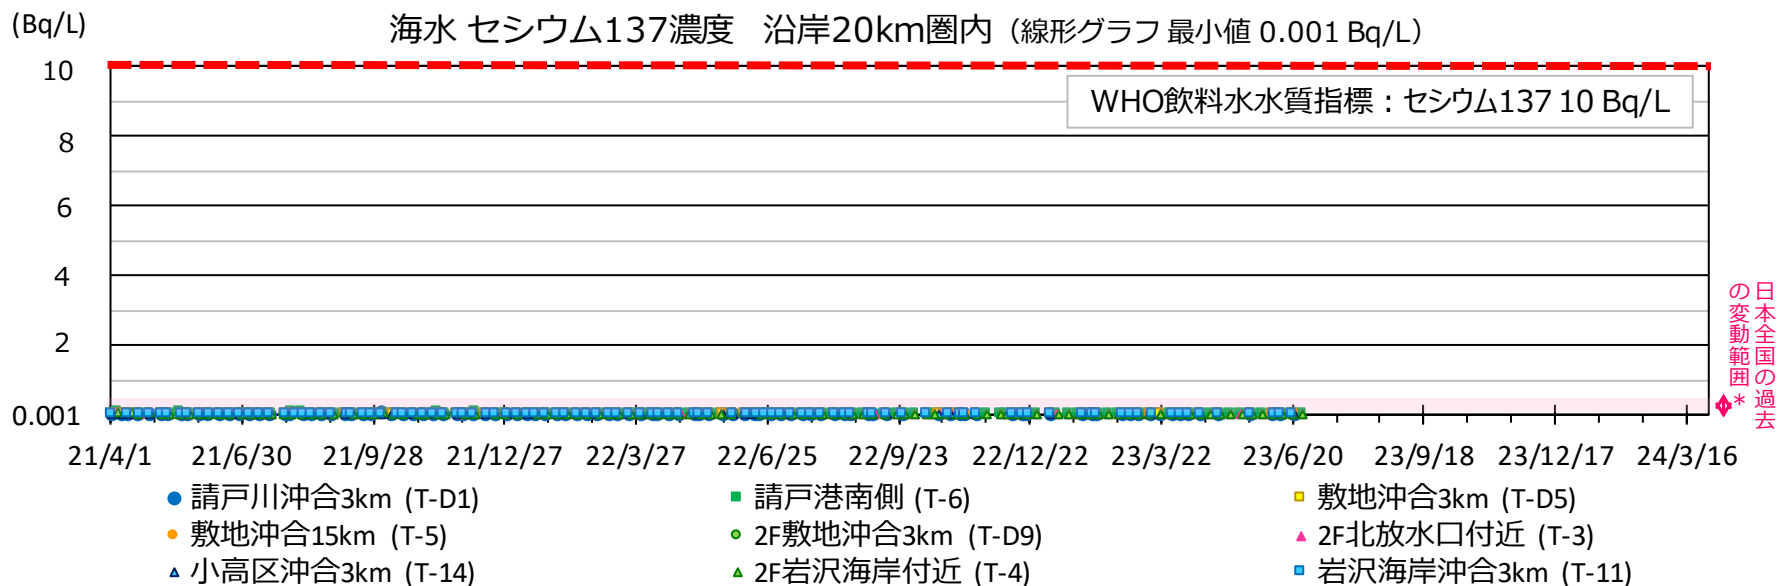 (Bq/L)
海水 セシウム137濃度 沿岸20km圏内（線形グラフ 最小値 0.001 Bq/L）
10
WHO飲料水水質指標：セシウム137 10 Bq/L
8
6
4
2
0.001
日本全国の過去
の変動範囲＊
21/4/1 21/6/30 21/9/28 21/12/27 22/3/27 22/6/25 22/9/23 22/12/22 23/3/22 23/6/20 23/9/18 23/12/17 24/3/16
請戸川沖合3km (T-D1) 請戸港南側 (T-6) 敷地沖合3km (T-D5)
敷地沖合15km (T-5) 2F敷地沖合3km (T-D9) 2F北放水口付近 (T-3)
小高区沖合3km (T-14) 2F岩沢海岸付近 (T-4) 岩沢海岸沖合3km (T-11)